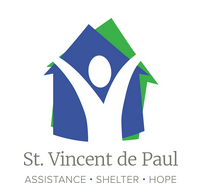 St. Vincent de Paul
ASSISTANCE • SHELTER • HOPE